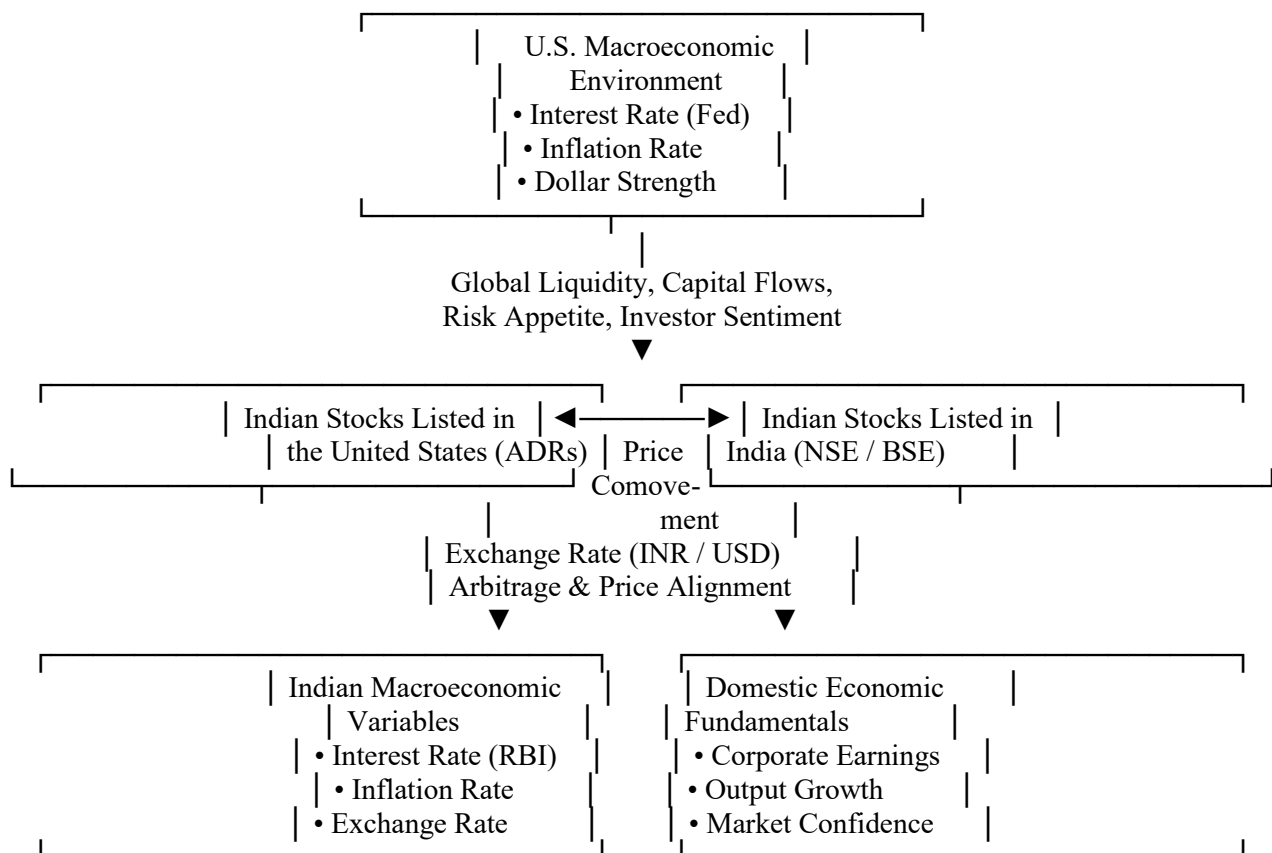 U.S. Macroeconomic
Environment
• Interest Rate (Fed)
• Inflation Rate
• Dollar Strength
Global Liquidity, Capital Flows,
Risk Appetite, Investor Sentiment
Indian Stocks Listed in
the United States (ADRs)
Price
Comove-
ment
Indian Stocks Listed in
India (NSE / BSE)
Exchange Rate (INR / USD)
Arbitrage & Price Alignment
Indian Macroeconomic
Variables
• Interest Rate (RBI)
• Inflation Rate
• Exchange Rate
Domestic Economic
Fundamentals
• Corporate Earnings
• Output Growth
• Market Confidence